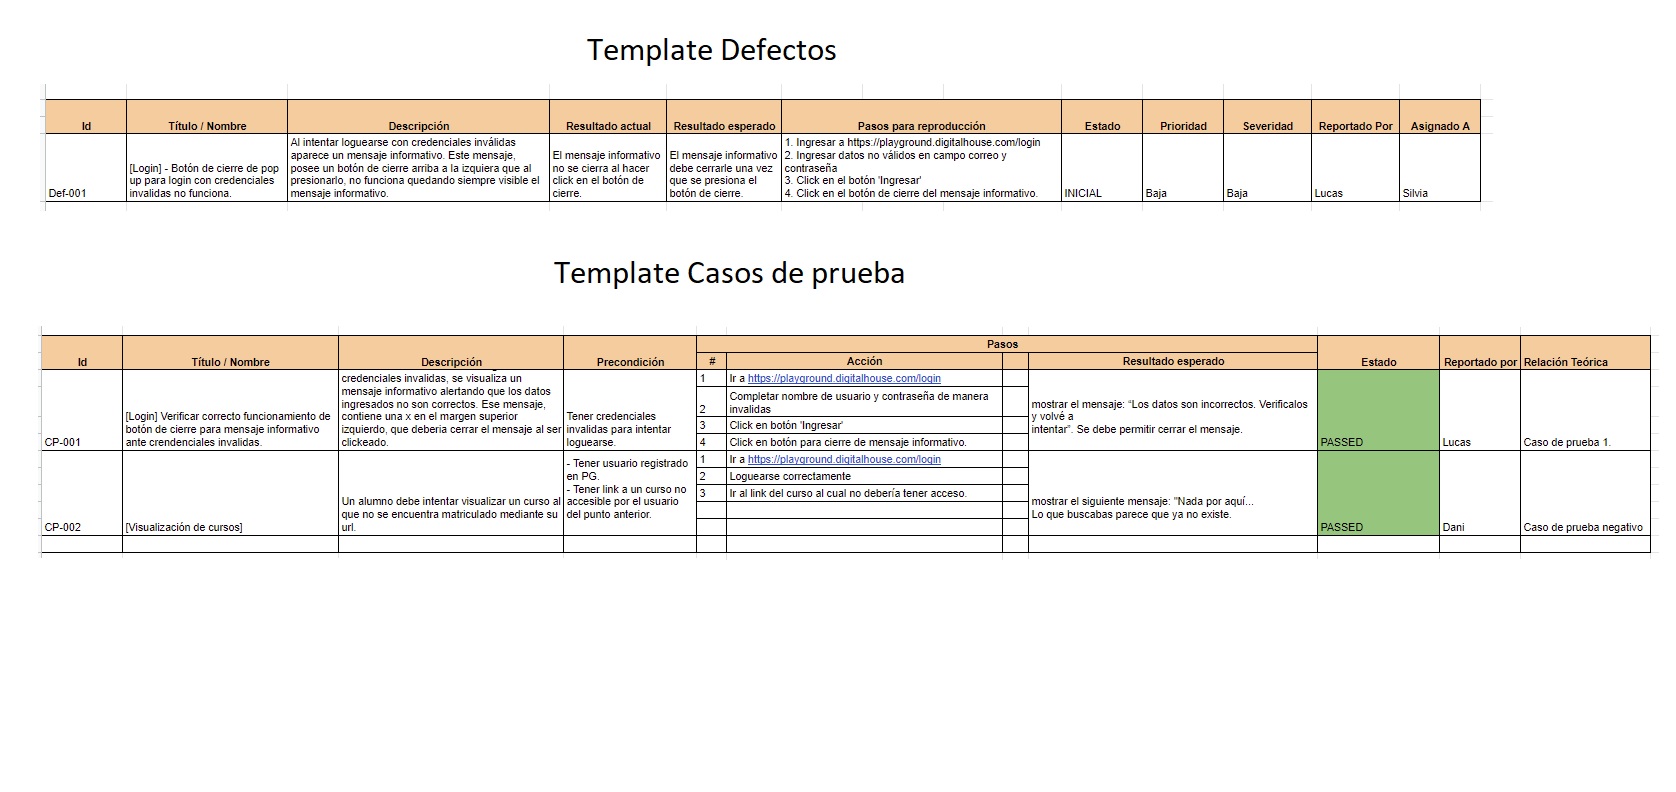 Template Defectos
Id
Título / Nombre
Descripción
Resultado actual
Resultado esperado
Pasos para reproducción
Estado
Prioridad
Severidad
Reportado Por
Asignado A
Def-001
[Login] - Botón de cierre de pop
up para login con credenciales
invalidas no funciona.
Al intentar loguearse con credenciales inválidas
aparece un mensaje informativo. Este mensaje,
posee un botón de cierre arriba a la izquiera que al
presionarlo, no funciona quedando siempre visible el
mensaje informativo.
El mensaje informativo
no se cierra al hacer
click en el botón de
cierre.
El mensaje informativo
debe cerrarle una vez
que se presiona el
botón de cierre.
1. Ingresar a https://playground.digitalhouse.com/login
2. Ingresar datos no válidos en campo correo y
contraseña
3. Click en el botón 'Ingresar'
4. Click en el botón de cierre del mensaje informativo.
INICIAL
Baja
Baja
Lucas
Silvia
Template Casos de prueba
Id
Título / Nombre
Descripción
Precondición
Pasos
#
Acción
Resultado esperado
Estado
Reportado por
Relación Teórica
CP-001
[Login] Verificar correcto funcionamiento de
botón de cierre para mensaje informativo
ante crendenciales invalidas.
credenciales invalidas, se visualiza un
mensaje informativo alertando que los datos
ingresados no son correctos. Ese mensaje,
contiene una x en el margen superior
izquierdo, que deberia cerrar el mensaje al ser
clickeado.
Tener credenciales
invalidas para intentar
loguearse.
1 Ir a https://playground.digitalhouse.com/login
2 Completar nombre de usuario y contraseña de manera
invalidas
3 Click en botón 'Ingresar'
4 Click en botón para cierre de mensaje informativo.
mostrar el mensaje: “Los datos son incorrectos. Verificalos
y volvé a
intentar”. Se debe permitir cerrar el mensaje.
PASSED
Lucas
Caso de prueba 1.
CP-002
[Visualización de cursos]
Un alumno debe intentar visualizar un curso al
que no se encuentra matriculado mediante su
url.
- Tener usuario registrado
en PG.
- Tener link a un curso no
accesible por el usuario
del punto anterior.
1 Ir a https://playground.digitalhouse.com/login
2 Loguearse correctamente
3 Ir al link del curso al cual no debería tener acceso.
mostrar el siguiente mensaje: "Nada por aquí...
Lo que buscabas parece que ya no existe.
PASSED
Dani
Caso de prueba negativo